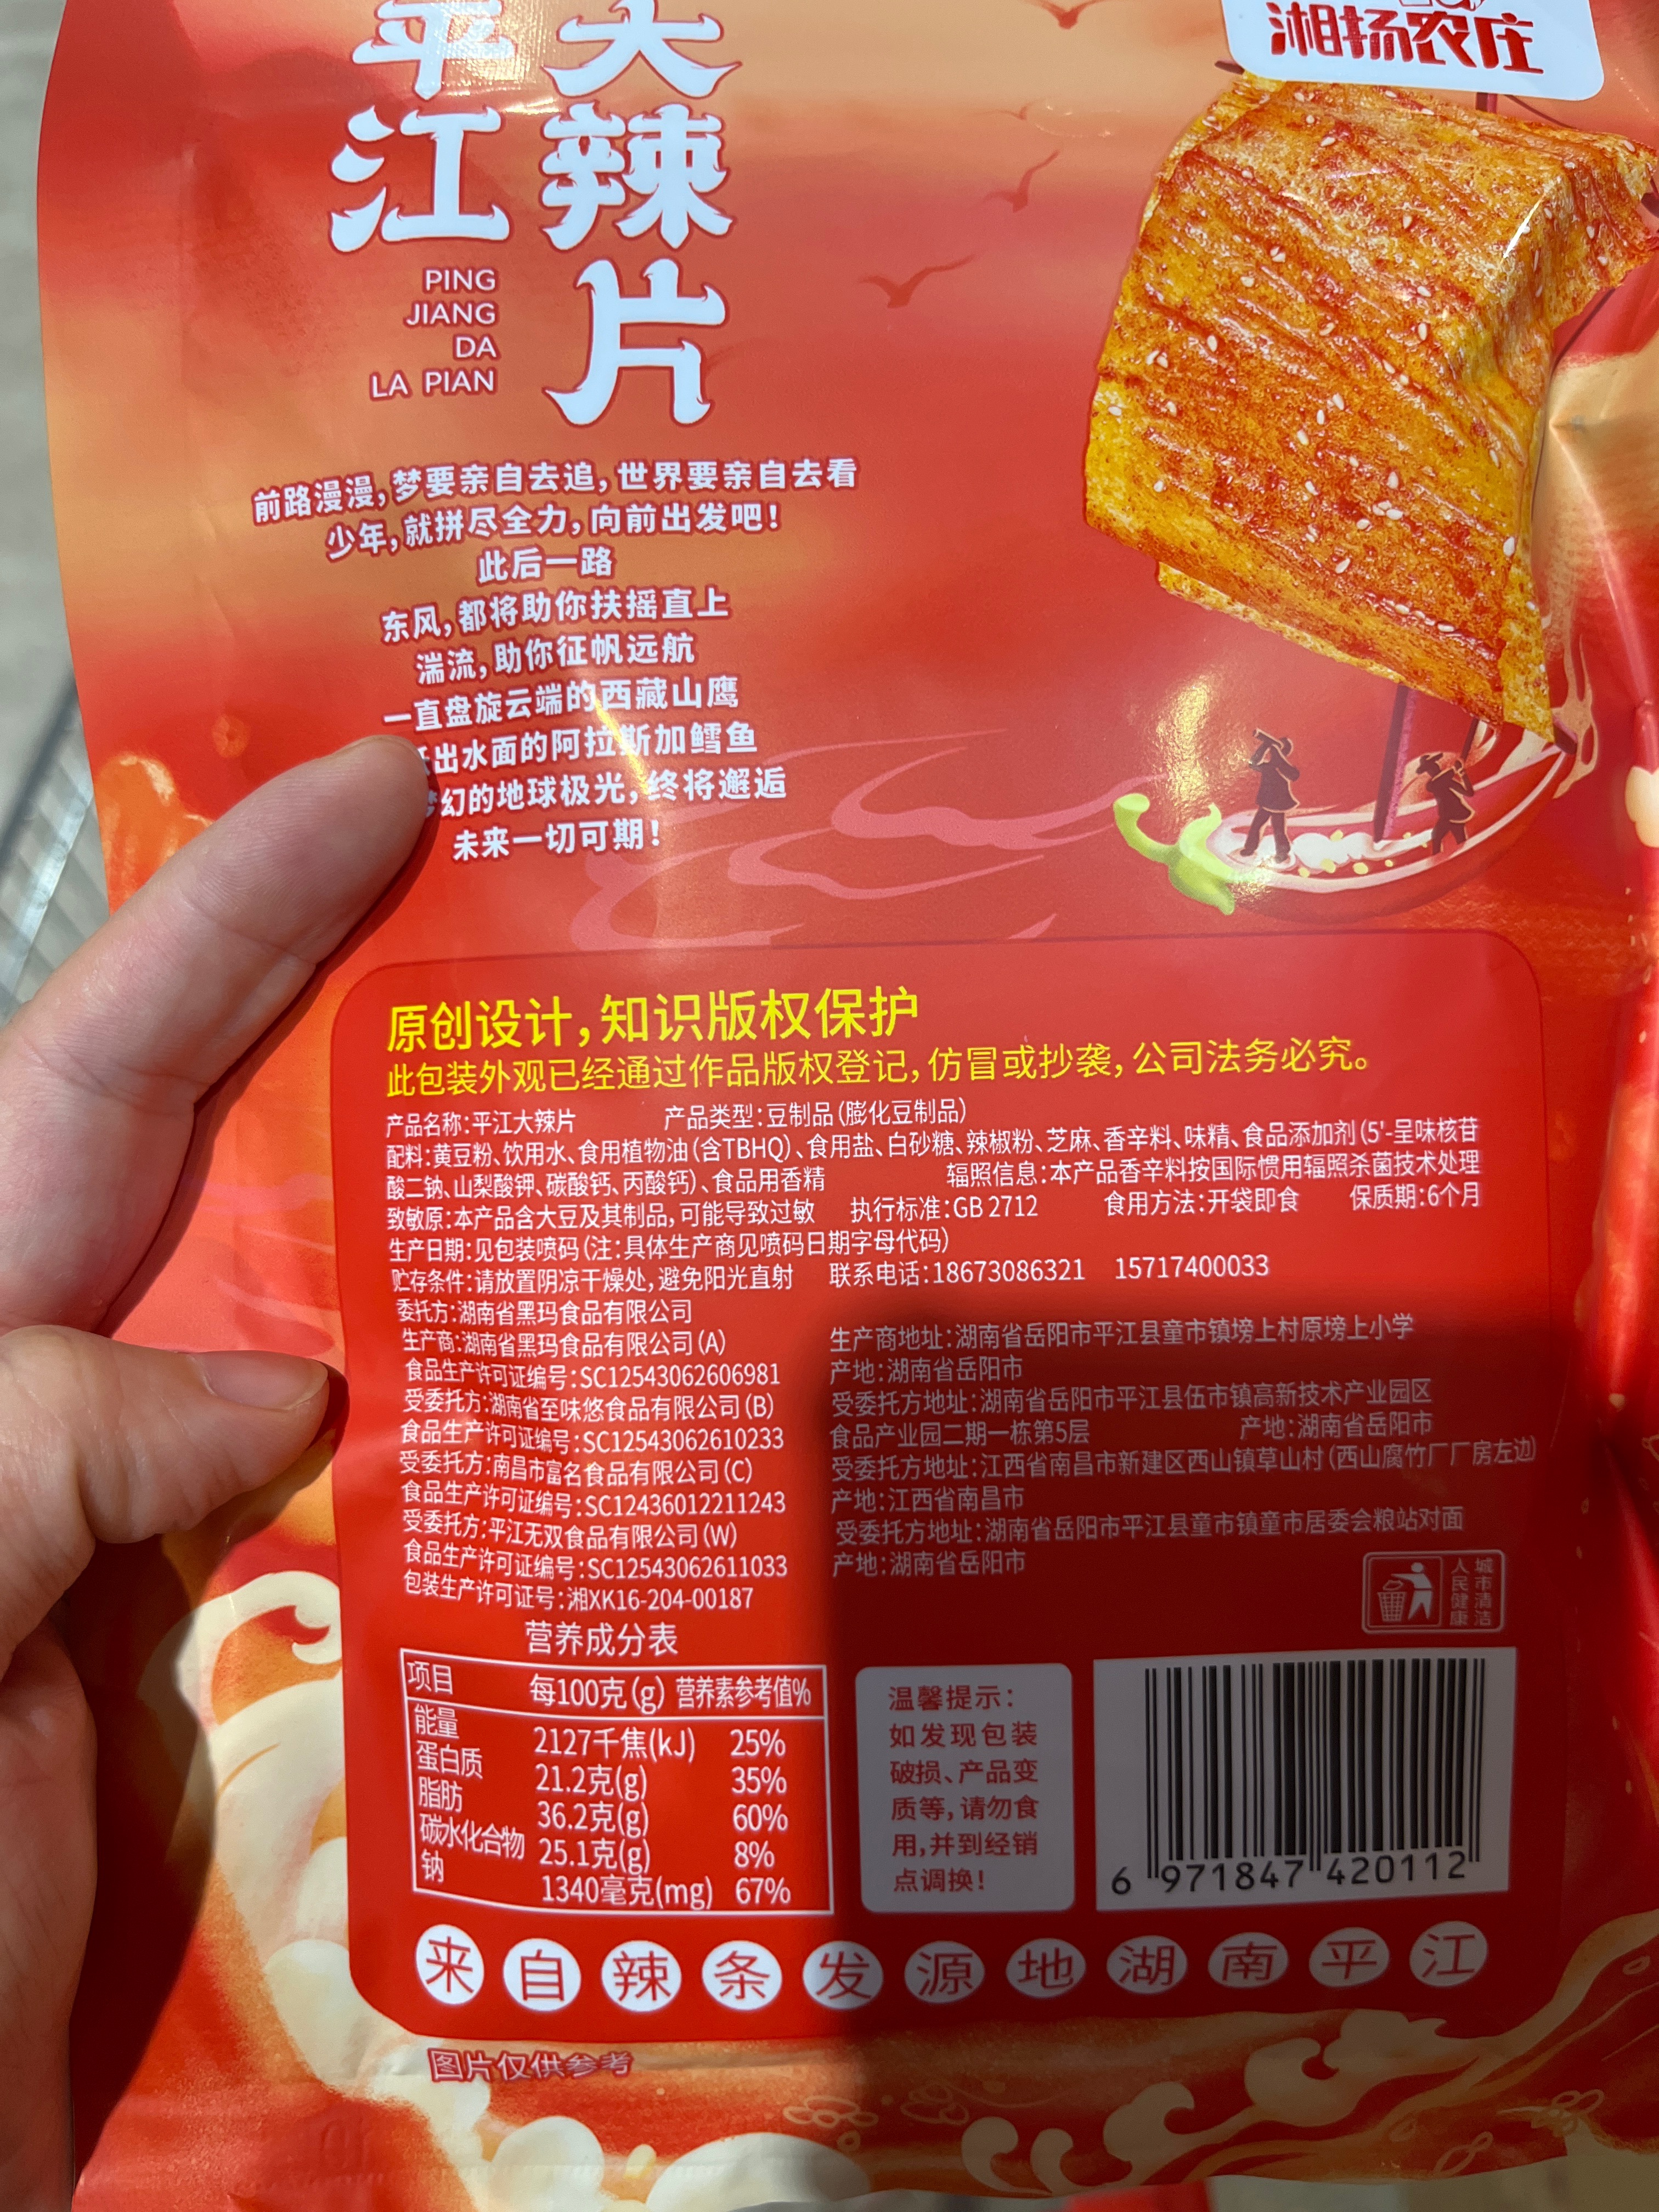 湘扬农庄
平江
大辣片
PING
JIANG
DA
LA PIAN
前路漫漫,梦要亲自去追,世界要亲自去看
少年,就拼尽全力,向前出发吧!
此后一路
东风,都将助你扶摇直上
湍流,助你征帆远航
一直盘旋云端的西藏山鹰
出水面的阿拉斯加鳕鱼
幻的地球极光,终将邂逅
未来一切可期!
原创设计,知识版权保护
此包装外观已经通过作品版权登记,仿冒或抄袭,公司法务必究。
产品名称:平江大辣片 产品类型:豆制品(膨化豆制品)
配料:黄豆粉、饮用水、食用植物油(含TBHQ)、食用盐、白砂糖、辣椒粉、芝麻、香辛料、味精、食品添加剂(5'-呈味核苷
酸二钠、山梨酸钾、碳酸钙、丙酸钙)、食品用香精 辐照信息:本产品香辛料按国际惯用辐照杀菌技术处理
致敏原:本产品含大豆及其制品,可能导致过敏 执行标准:GB 2712 食用方法:开袋即食 保质期:6个月
生产日期:见包装喷码(注:具体生产商见喷码日期字母代码)
贮存条件:请放置阴凉干燥处,避免阳光直射 联系电话:18673086321 15717400033
委托方:湖南省黑玛食品有限公司
生产商:湖南省黑玛食品有限公司(A)
食品生产许可证编号:SC12543062606981
受委托方:湖南省至味悠食品有限公司(B)
食品生产许可证编号:SC12543062610233
受委托方:南昌市富名食品有限公司(C)
食品生产许可证编号:SC12436012211243
受委托方:平江无双食品有限公司(W)
食品生产许可证编号:SC12543062611033
包装生产许可证号:湘XK16-204-00187
生产商地址:湖南省岳阳市平江县童市镇塝上村原塝上小学
产地:湖南省岳阳市
受委托方地址:湖南省岳阳市平江县伍市镇高新技术产业园区
食品产业园二期一栋第5层 产地:湖南省岳阳市
受委托方地址:江西省南昌市新建区西山镇草山村(西山腐竹厂厂房左边)
产地:江西省南昌市
受委托方地址:湖南省岳阳市平江县童市镇童市居委会粮站对面
产地:湖南省岳阳市
城市清洁
人民健康
营养成分表
项目 每100克(g) 营养素参考值%
能量 2127千焦(kJ) 25%
蛋白质 21.2克(g) 35%
脂肪 36.2克(g) 60%
碳水化合物 25.1克(g) 8%
钠 1340毫克(mg) 67%
温馨提示:
如发现包装
破损、产品变
质等,请勿食
用,并到经销
点调换!
6 971847 420112
来自辣条发源地湖南平江
图片仅供参考